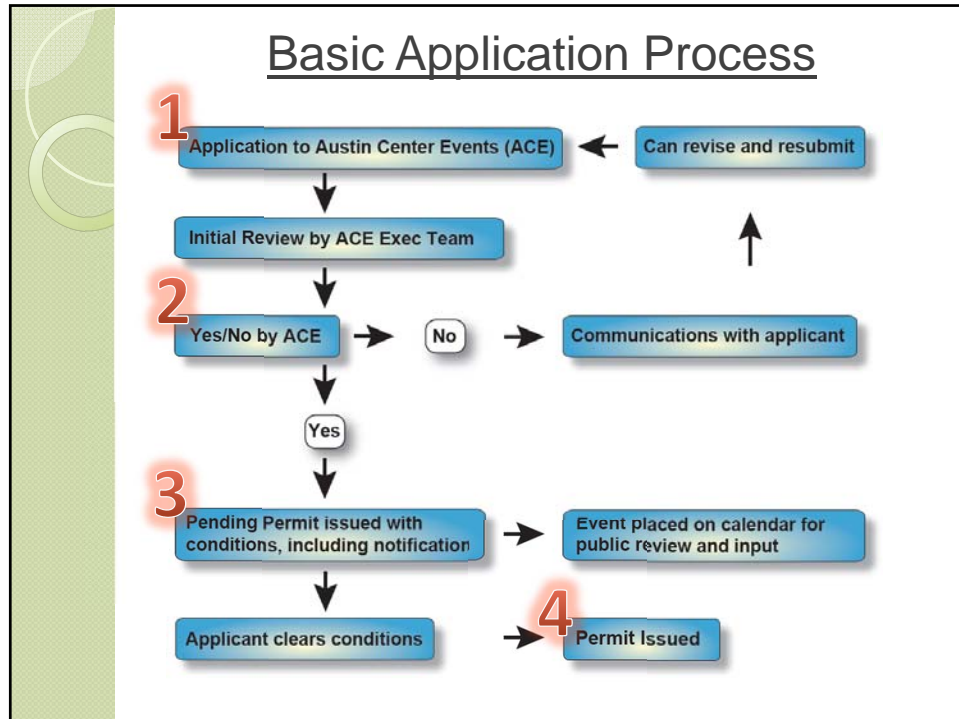 Basic Application Process
1
Application to Austin Center Events (ACE)
Can revise and resubmit
Initial Review by ACE Exec Team
2
Yes/No by ACE
No
Communications with applicant
Yes
3
Pending Permit issued with
conditions, including notification
Event placed on calendar for
public review and input
Applicant clears conditions
4
Permit Issued